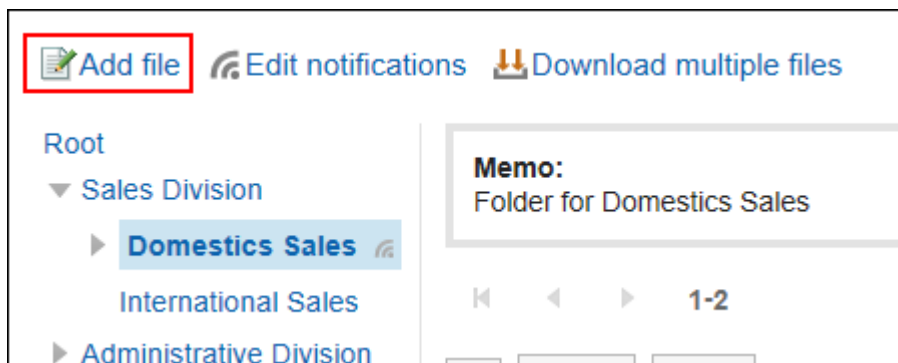 Add file Edit notifications Download multiple files
Root
Sales Division
Domestics Sales
International Sales
Administrative Division
Memo:
Folder for Domestics Sales
1-2